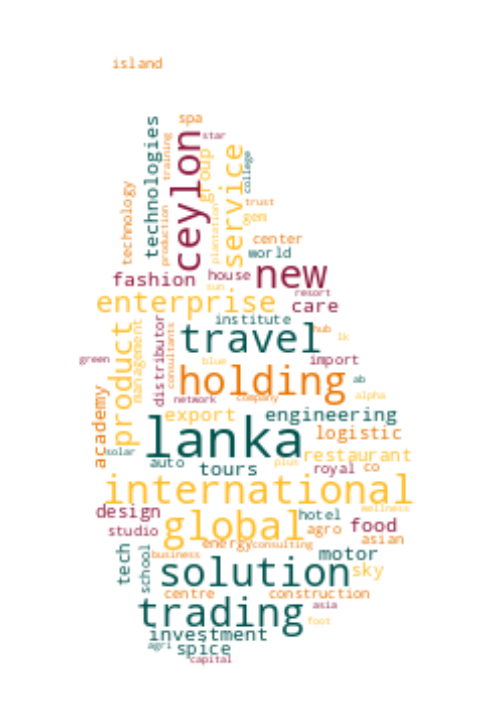 island
spa
technologies
training
star
ceylon
group
service
college
technology
production
plantation
trust
gem
center
world
fashion
house
sun
new
resort
enterprise
care
institute
hub
lk
product
management
distributor
consultants
travel
green
blue
import
holding
ab
alpha
network
company
academy
export
engineering
lanka
logistic
solar
auto
tours
plus
restaurant
royal
co
international
wellness
design
global
hotel
food
studio
agro
asian
tech
school
business
energy
consulting
motor
solution
sky
centre
construction
trading
asia
foot
investment
agri
spice
capital